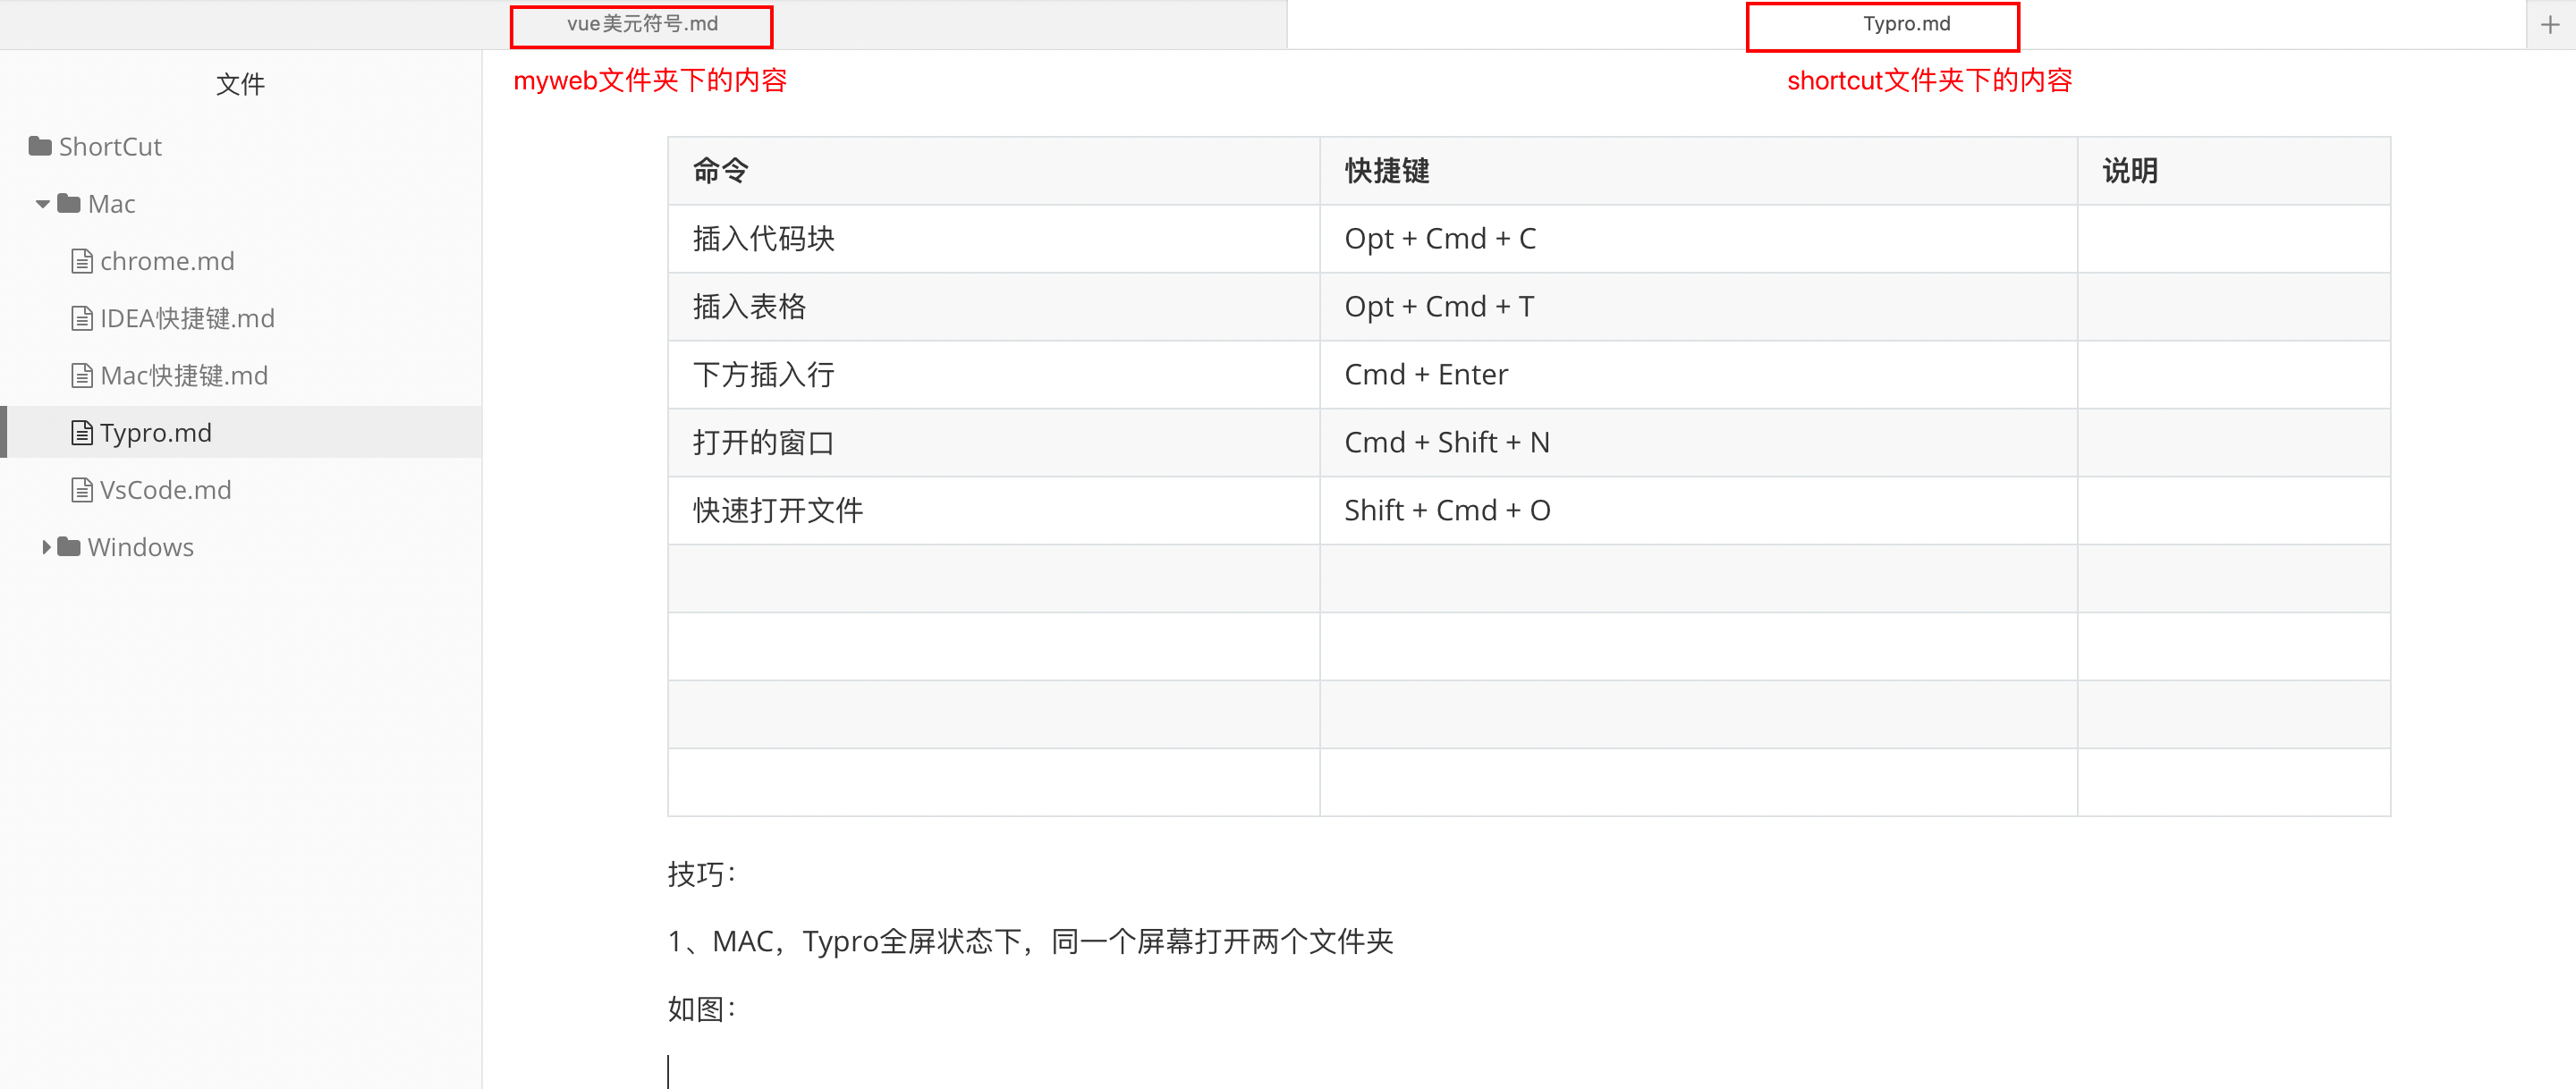 vue美元符号.md
Typro.md
+
文件
myweb文件夹下的内容
shortcut文件夹下的内容
ShortCut
Mac
chrome.md
IDEA快捷键.md
Mac快捷键.md
Typro.md
VsCode.md
Windows
命令 快捷键 说明
插入代码块 Opt + Cmd + C
插入表格 Opt + Cmd + T
下方插入行 Cmd + Enter
打开的窗口 Cmd + Shift + N
快速打开文件 Shift + Cmd + O
技巧：
1、MAC，Typro全屏状态下，同一个屏幕打开两个文件夹
如图：